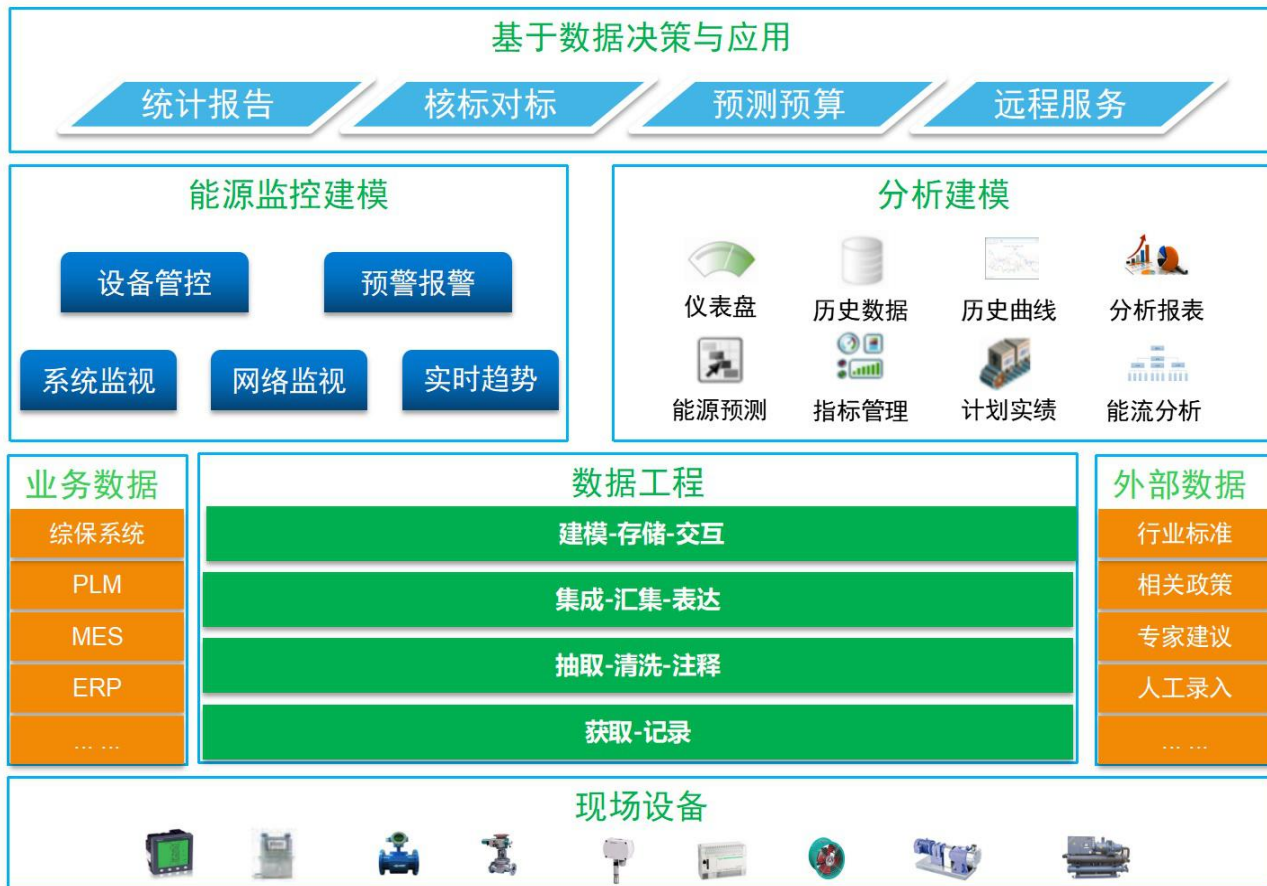 基于数据决策与应用
统计报告
核标对标
预测预算
远程服务
能源监控建模
设备管控
预警报警
系统监视
网络监视
实时趋势
分析建模
仪表盘
历史数据
历史曲线
分析报表
能源预测
指标管理
计划实绩
能流分析
业务数据
综保系统
PLM
MES
ERP
... ...
数据工程
建模-存储-交互
集成-汇集-表达
抽取-清洗-注释
获取-记录
外部数据
行业标准
相关政策
专家建议
人工录入
... ...
现场设备